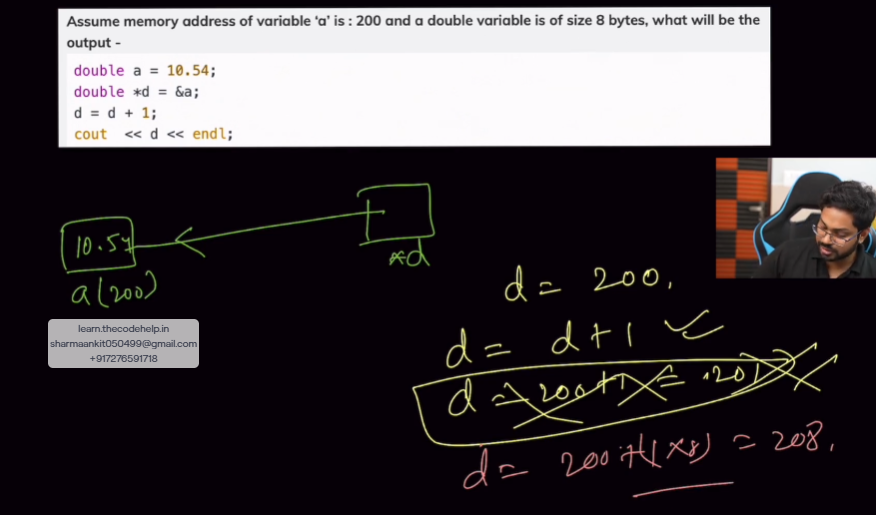 Assume memory address of variable ‘a’ is : 200 and a double variable is of size 8 bytes, what will be the
output -
double a = 10.54;
double *d = &a;
d = d + 1;
cout << d << endl;
10.54
*d
a(200)
learn.thecodehelp.in
sharmaankit050499@gmail.com
+917276591718
d = 200.
d = d+1
d = 200+1 = 201
d = 200+(1×8) = 208.